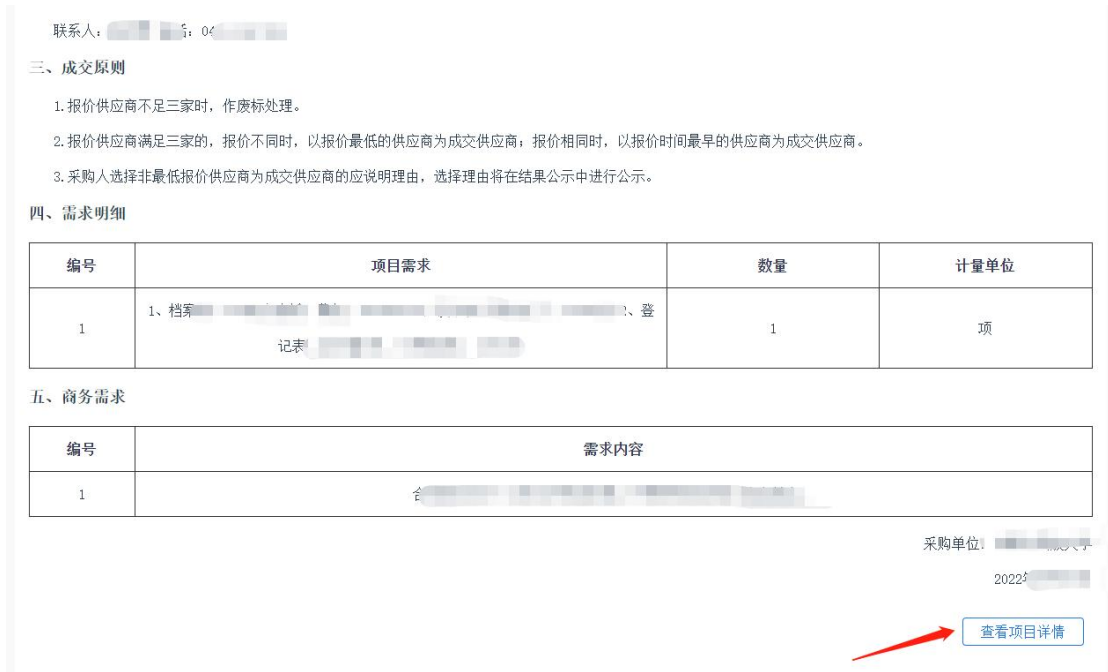 联系人：
04
三、成交原则
1.报价供应商不足三家时，作废标处理。
2.报价供应商满足三家的，报价不同时，以报价最低的供应商为成交供应商；报价相同时，以报价时间最早的供应商为成交供应商。
3.采购人选择非最低报价供应商为成交供应商的应说明理由，选择理由将在结果公示中进行公示。
四、需求明细
编号 项目需求 数量 计量单位
1、档案
、登
1 1 项
记表
五、商务需求
编号 需求内容
1
采购单位
2022年
查看项目详情